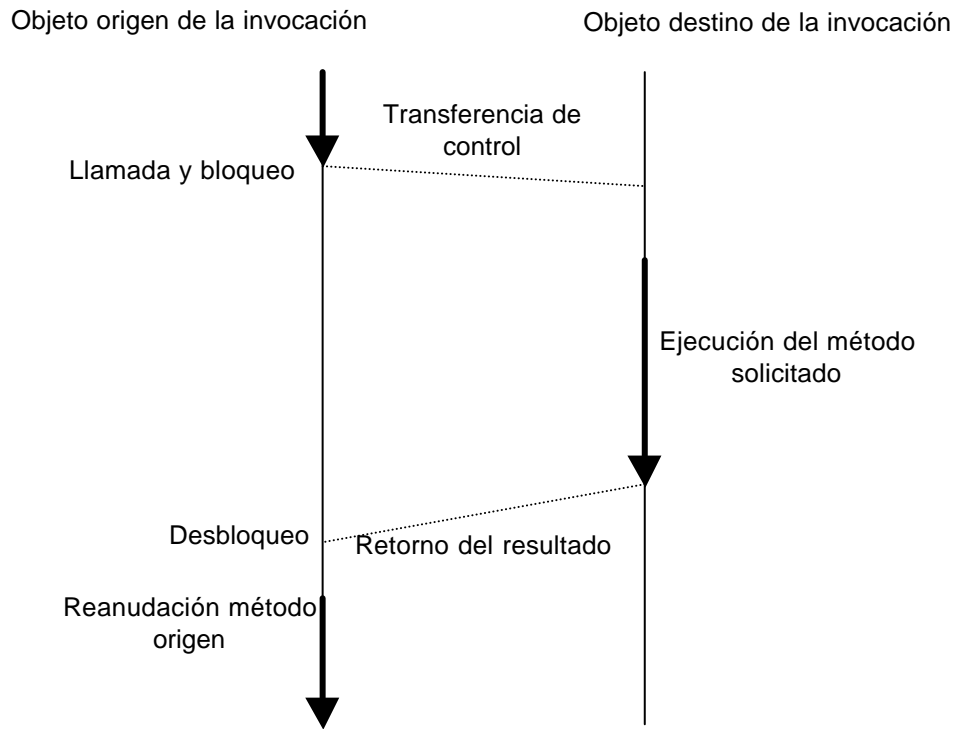 Objeto origen de la invocación
Objeto destino de la invocación
Transferencia de
control
Llamada y bloqueo
Ejecución del método
solicitado
Desbloqueo
Retorno del resultado
Reanudación método
origen